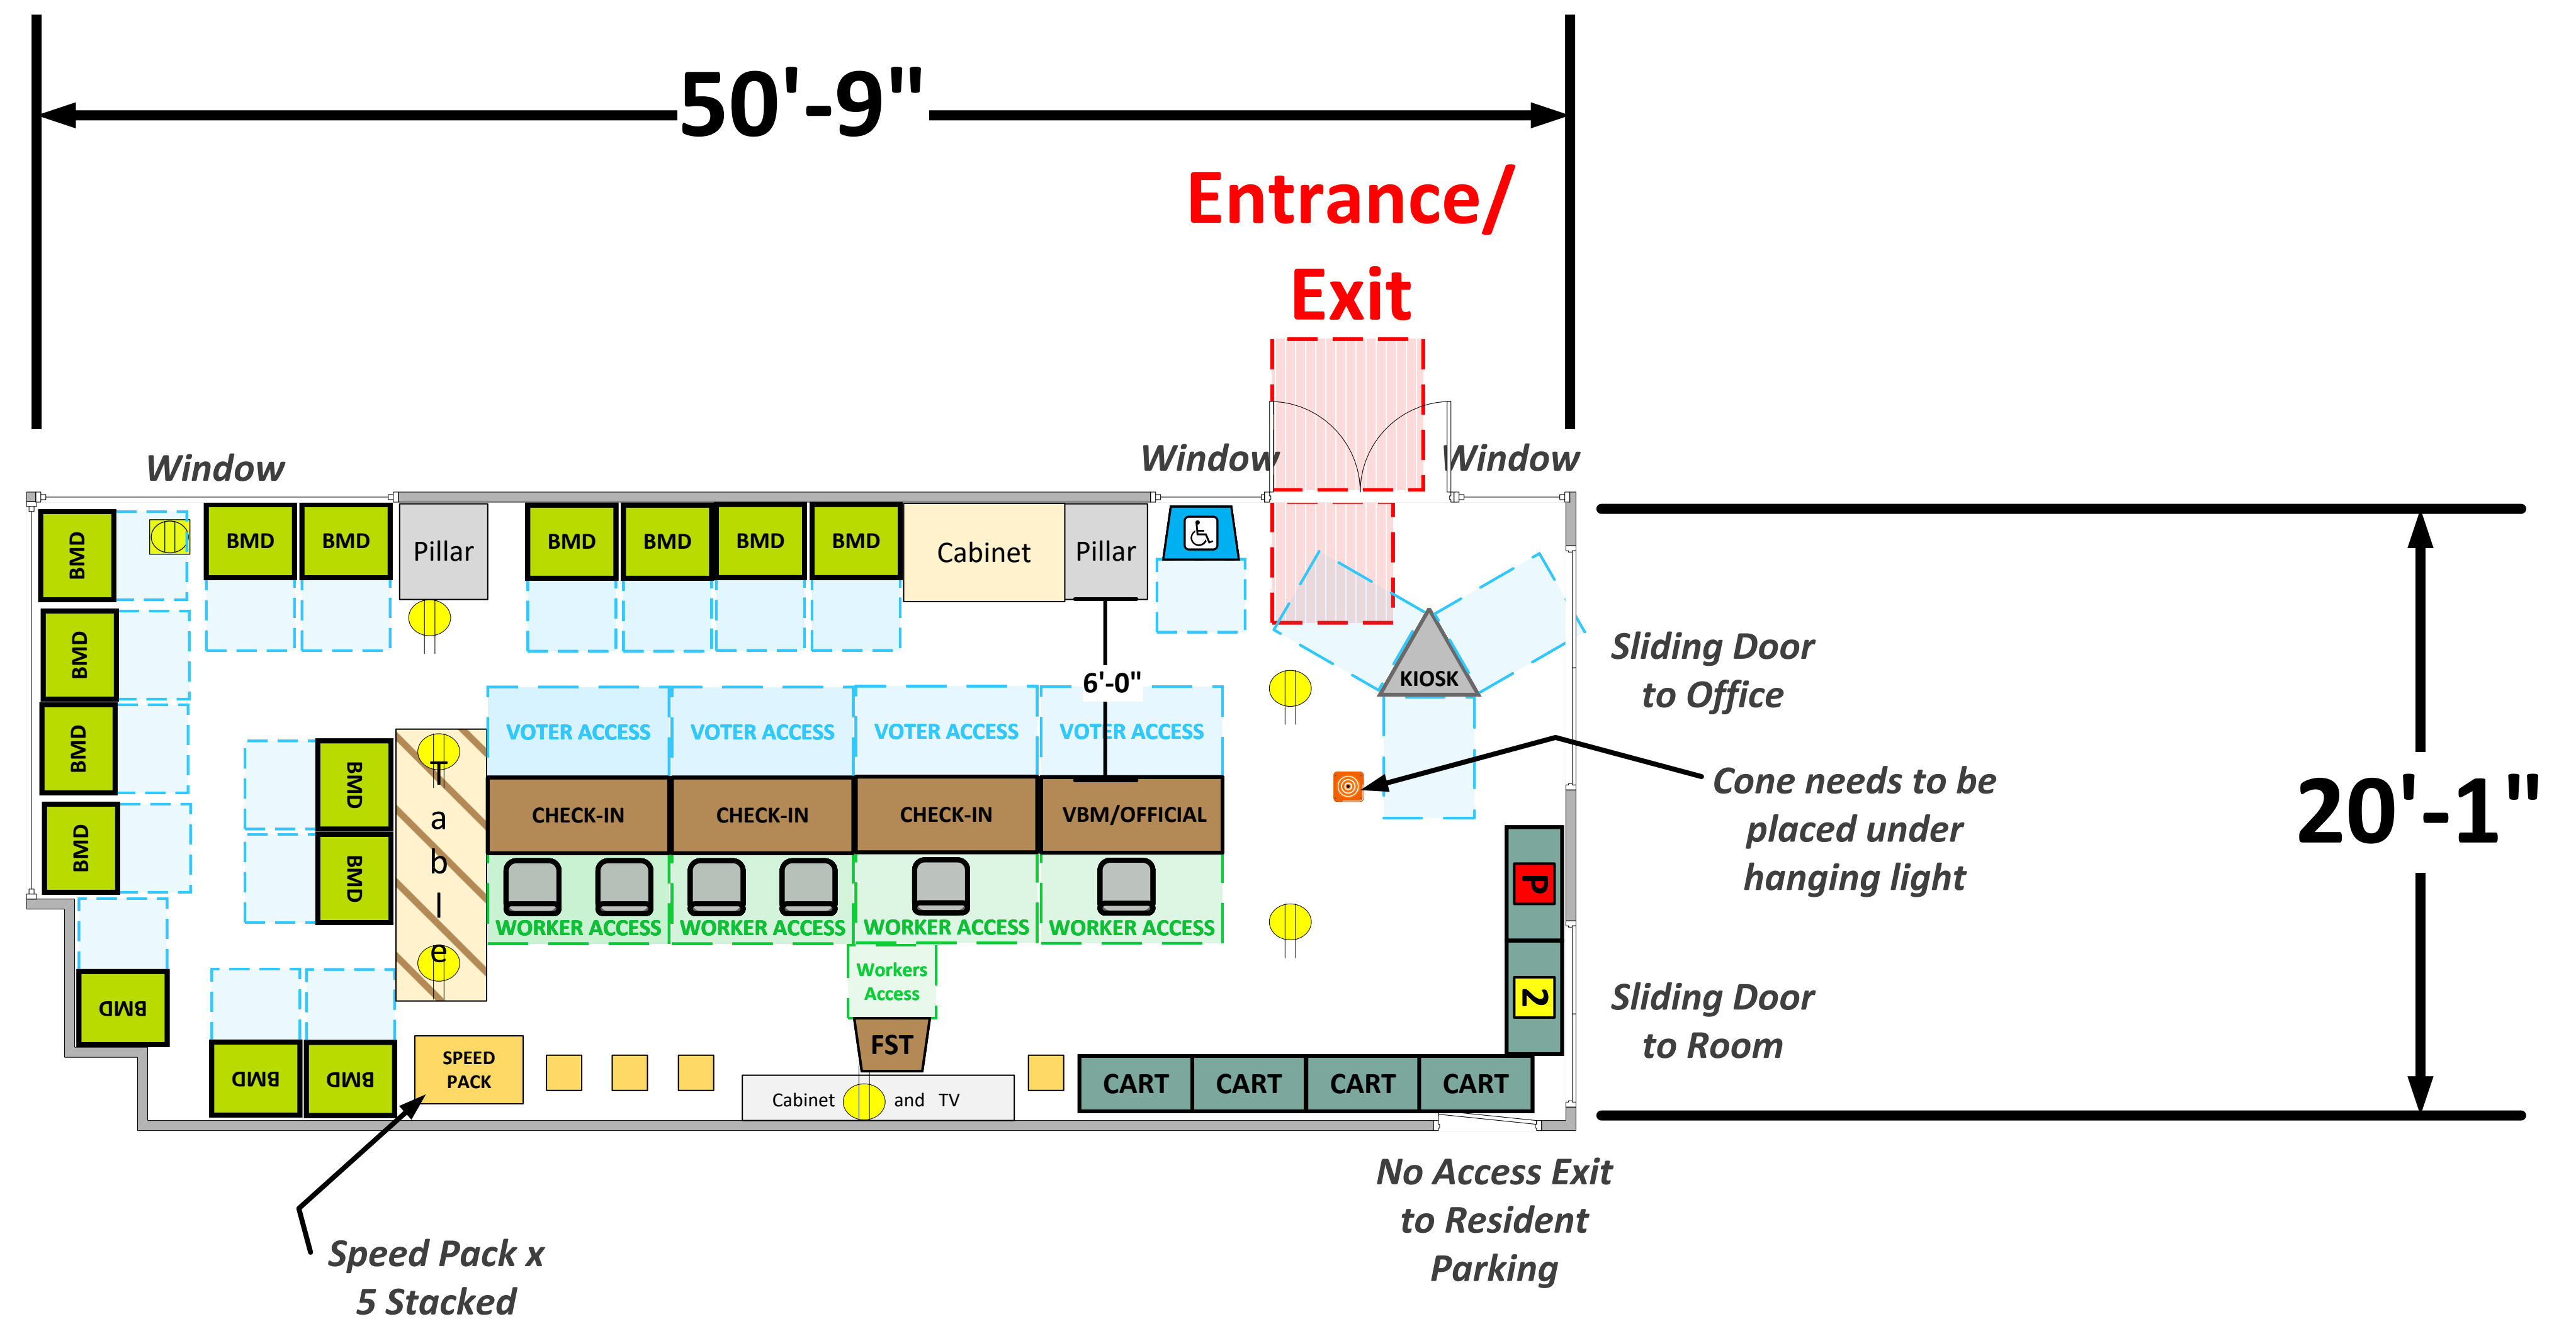 50'-9"
Entrance/
Exit
Window
Window
Window
BMD
BMD
BMD
Pillar
BMD
BMD
BMD
BMD
Cabinet
Pillar
BMD
BMD
BMD
6'-0"
KIOSK
Sliding Door
to Office
VOTER ACCESS
VOTER ACCESS
VOTER ACCESS
VOTER ACCESS
BMD
BMD
Table
CHECK-IN
CHECK-IN
CHECK-IN
VBM/OFFICIAL
Cone needs to be
placed under
hanging light
20'-1"
P
WORKER ACCESS
WORKER ACCESS
WORKER ACCESS
WORKER ACCESS
Workers
Access
2
Sliding Door
to Room
BMD
BMD
BMD
SPEED
PACK
FST
Cabinet and TV
CART
CART
CART
CART
No Access Exit
to Resident
Parking
Speed Pack x
5 Stacked